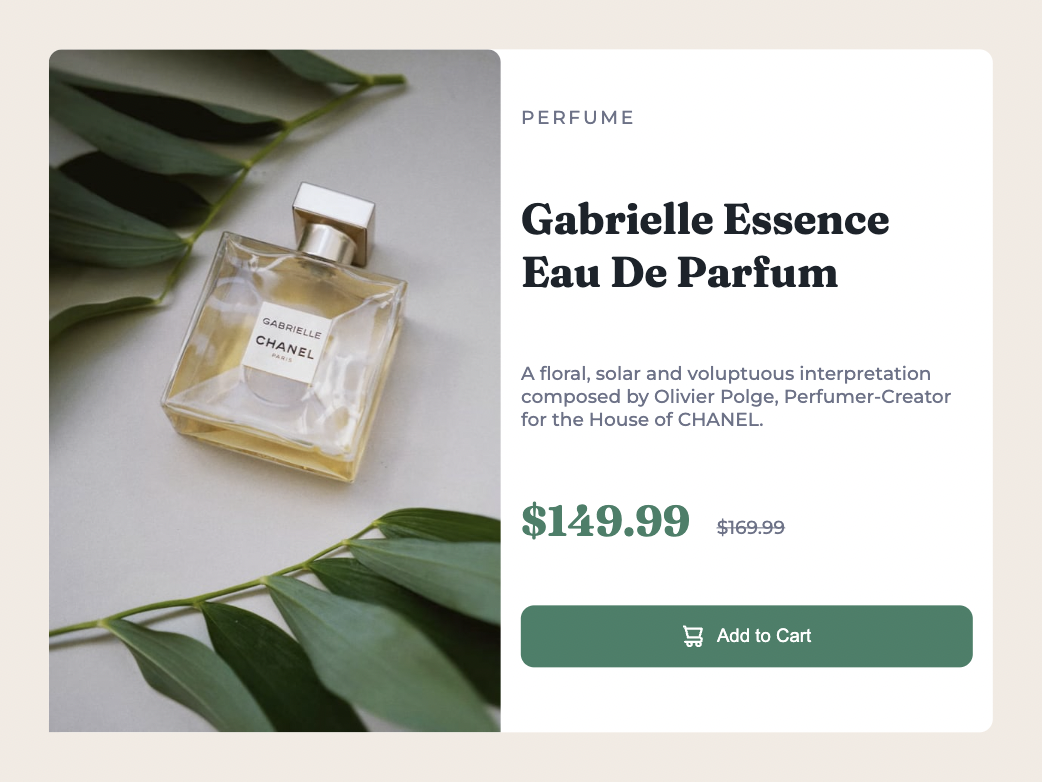 GABRIELLE
CHANEL
PARIS
PERFUME
Gabrielle Essence
Eau De Parfum
A floral, solar and voluptuous interpretation
composed by Olivier Polge, Perfumer-Creator
for the House of CHANEL.
$149.99 $169.99
Add to Cart